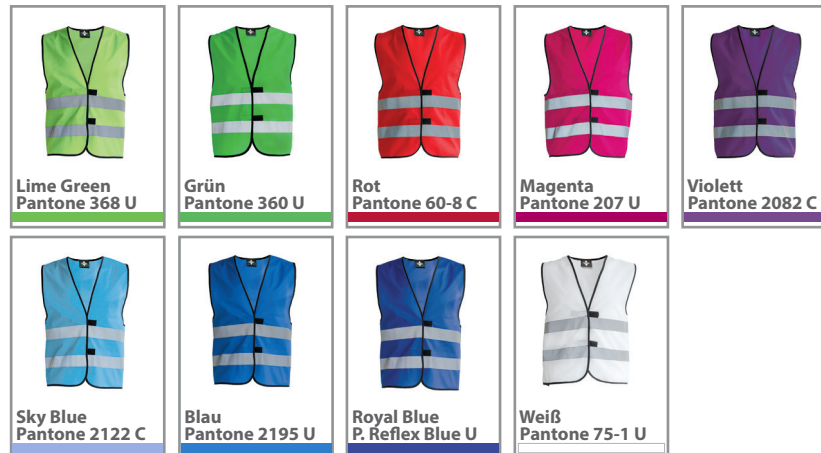 Lime Green
Pantone 368 U
Grün
Pantone 360 U
Rot
Pantone 60-8 C
Magenta
Pantone 207 U
Violett
Pantone 2082 C
Sky Blue
Pantone 2122 C
Blau
Pantone 2195 U
Royal Blue
P. Reflex Blue U
Weiß
Pantone 75-1 U